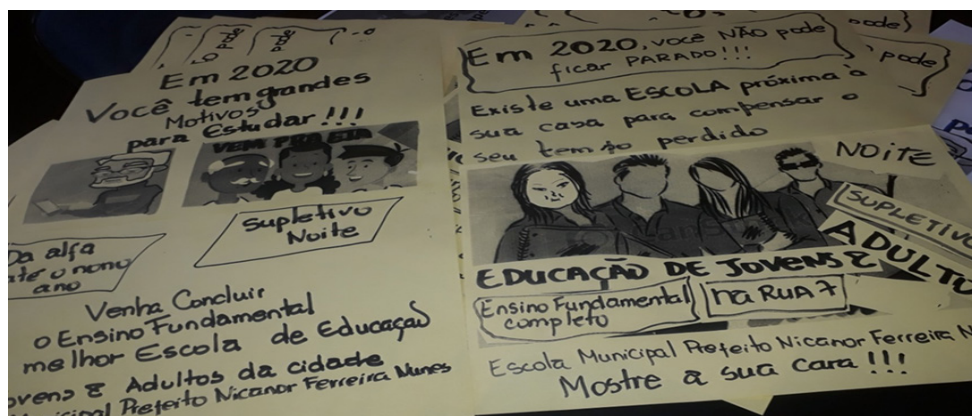 Em 2020
Você tem grandes
Motivos
para Estudar!!!
VEM PRA EJA
Supletivo
Noite
Da alfa
ate o nono
ano
Venha Concluir
o Ensino Fundamental
melhor Escola de Educação
ovens & Adultos da cidade
nicipal Prefeito Nicanor Ferreira Nunes
Em 2020, você NÃO pode
ficar PARADO!!!
Existe uma ESCOLA próxima à
sua casa para compensar o
seu tempo perdido
NOITE
SUPLETIVO
EDUCAÇÃO DE JOVENS &
ADULTO
Ensino Fundamental
completo
na RUA 7
Escola Municipal Prefeito Nicanor Ferreira N
Mostre a sua cara!!!
pode
pode